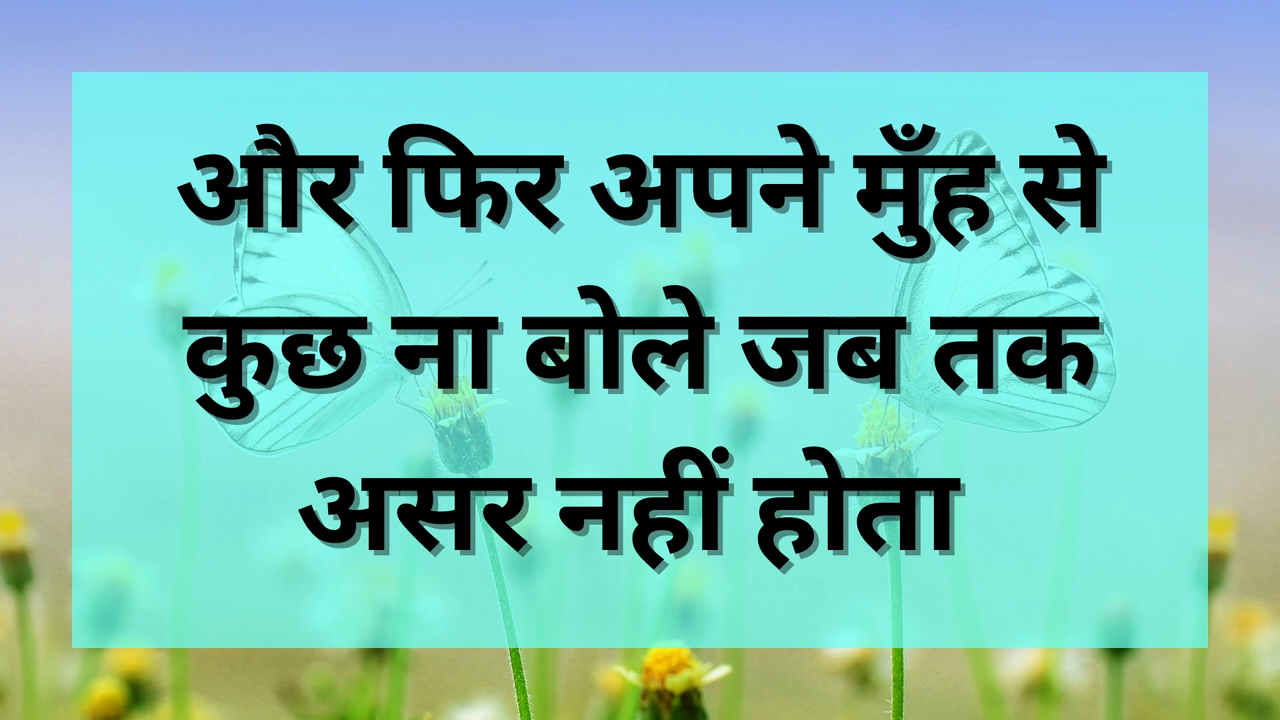 और फिर अपने मुँह से
कुछ ना बोले जब तक
असर नहीं होता